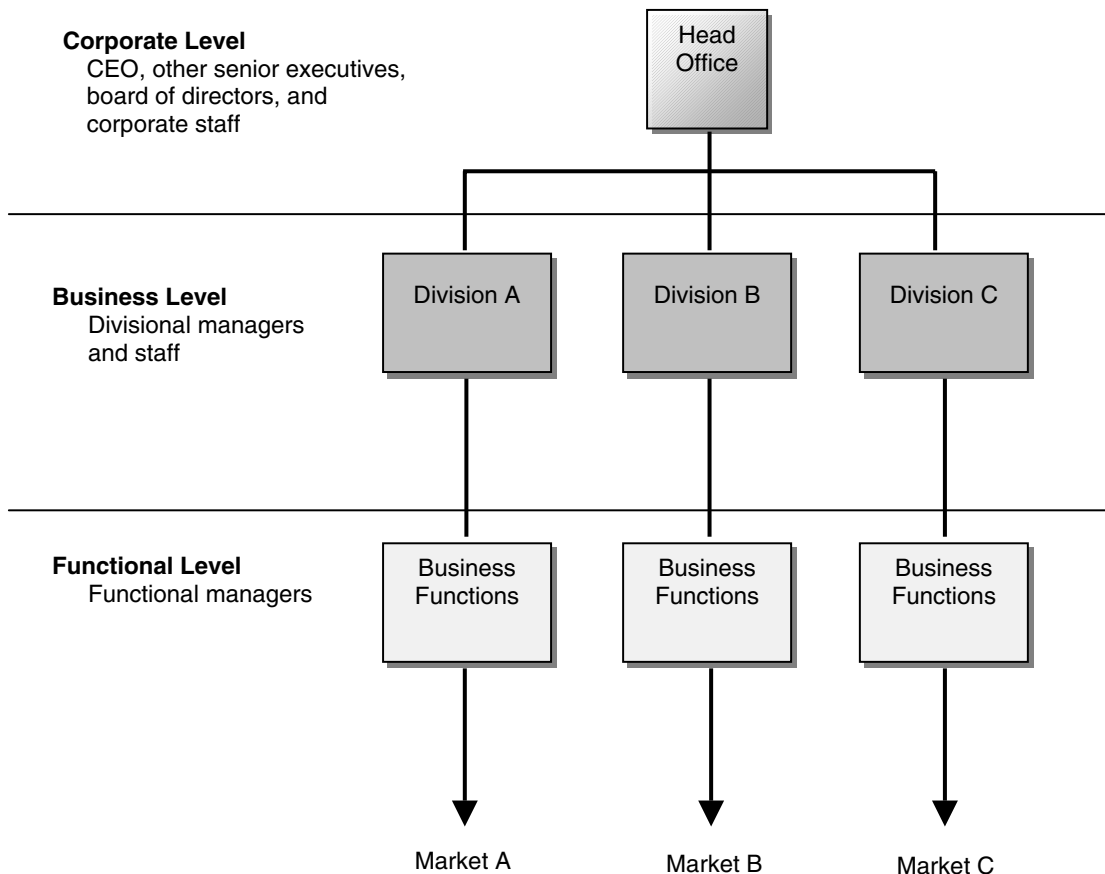 Corporate Level
CEO, other senior executives,
board of directors, and
corporate staff
Head
Office
Business Level
Divisional managers
and staff
Division A
Division B
Division C
Functional Level
Functional managers
Business
Functions
Business
Functions
Business
Functions
Market A
Market B
Market C